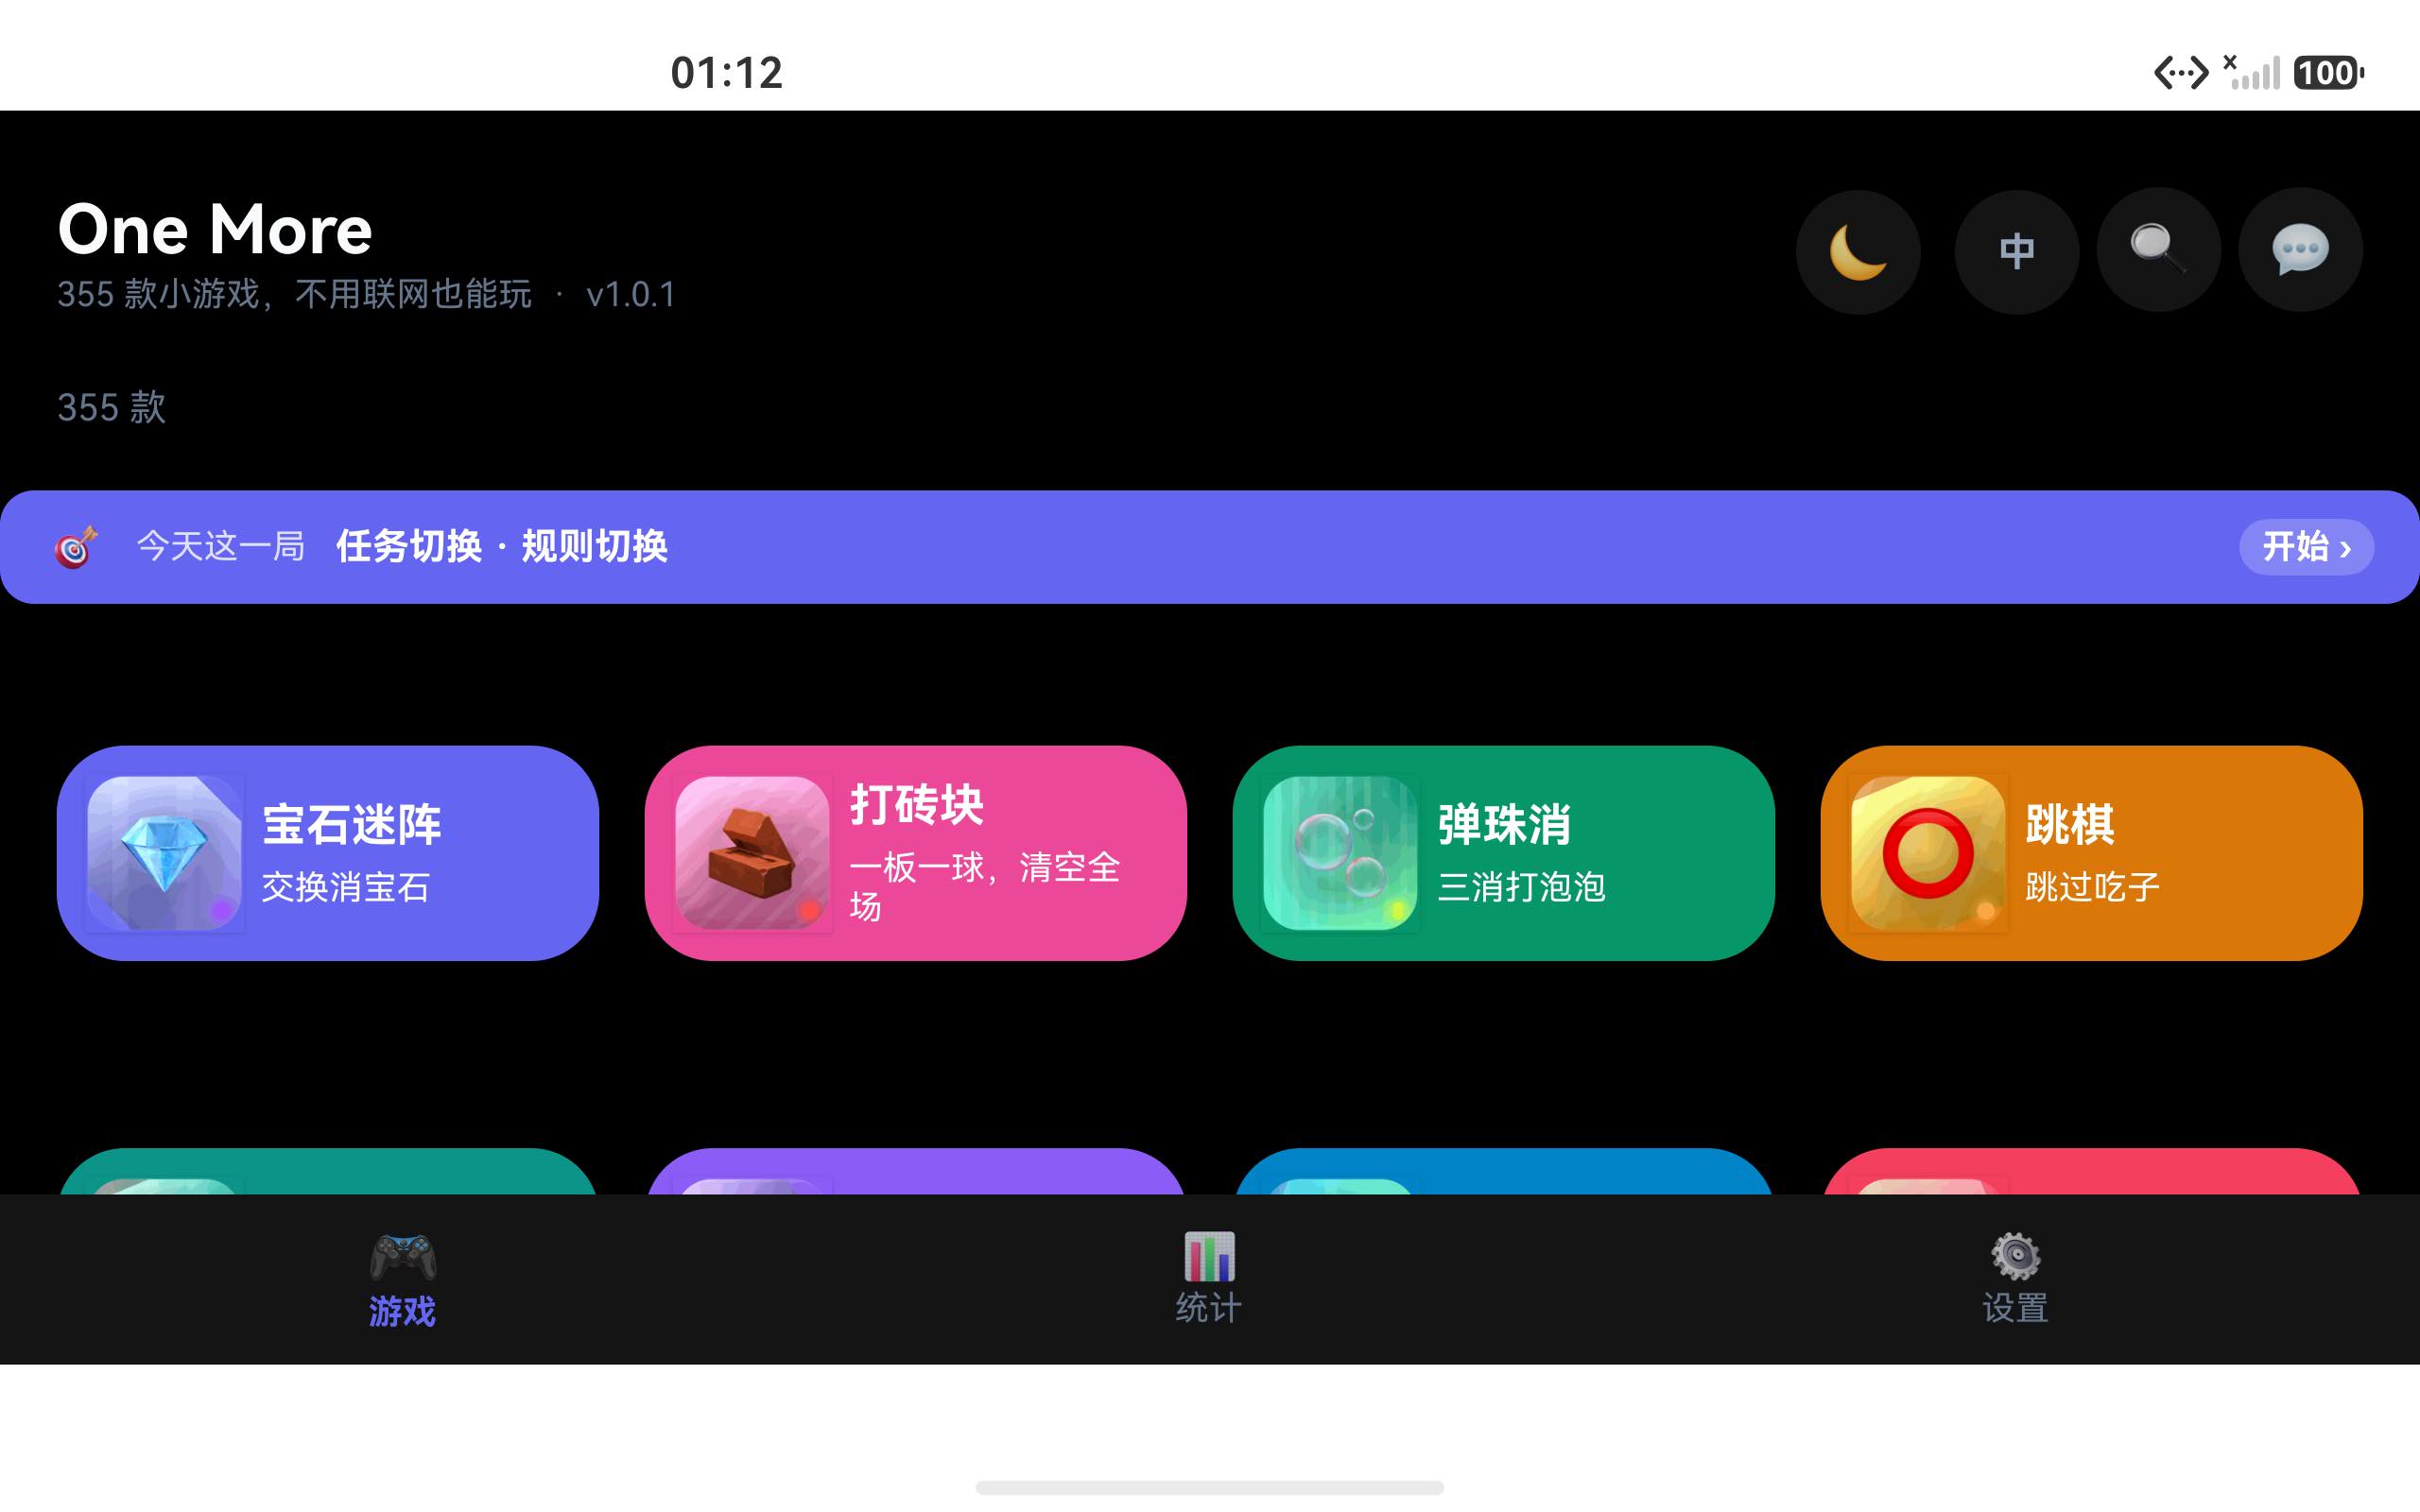 01:12
100
One More
355 款小游戏，不用联网也能玩 · v1.0.1
中
355 款
今天这一局 任务切换 · 规则切换
开始 ›
宝石迷阵
交换消宝石
打砖块
一板一球，清空全
场
弹珠消
三消打泡泡
跳棋
跳过吃子
游戏
统计
设置